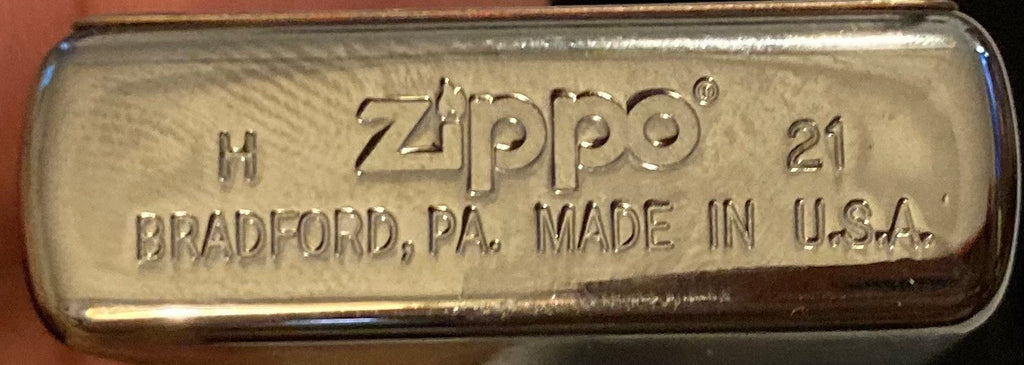 H zippo® 21
BRADFORD, PA. MADE IN U.S.A.